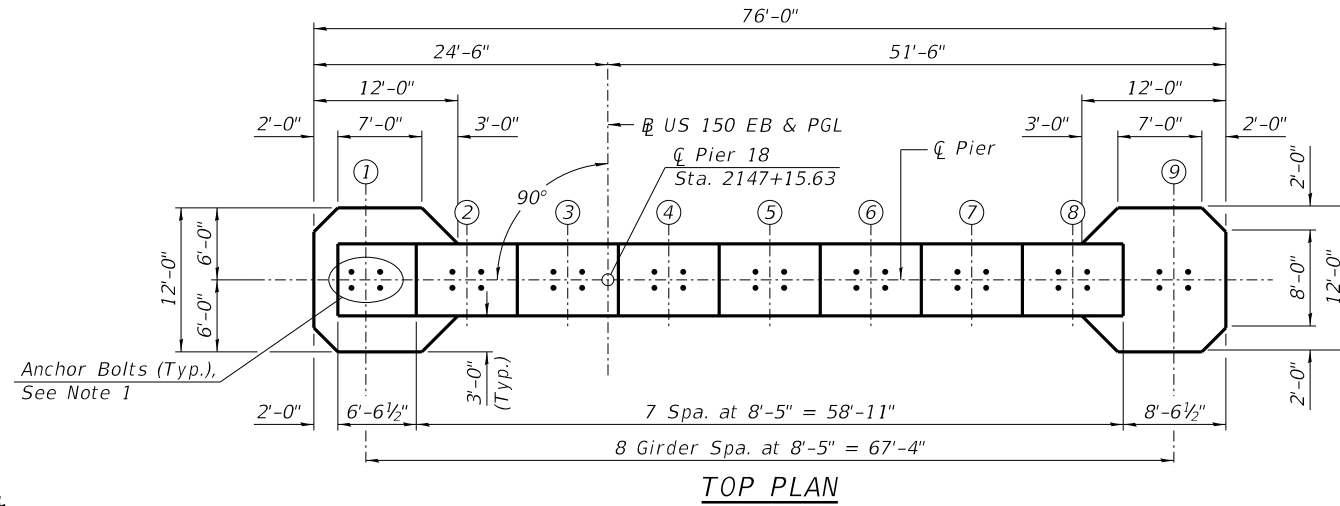 76'-0"
24'-6" 51'-6"
12'-0" 12'-0"
2'-0" 7'-0" 3'-0" ℄ US 150 EB & PGL 3'-0" 7'-0" 2'-0"
℄ Pier 18
Sta. 2147+15.63
℄ Pier
90°
1 2 3 4 5 6 7 8 9
2'-0"
12'-0" 6'-0" 6'-0" 8'-0" 12'-0"
Anchor Bolts (Typ.),
See Note 1
3'-0"
(Typ.)
2'-0"
2'-0" 6'-6½" 7 Spa. at 8'-5" = 58'-11" 8'-6½"
8 Girder Spa. at 8'-5" = 67'-4"
TOP PLAN